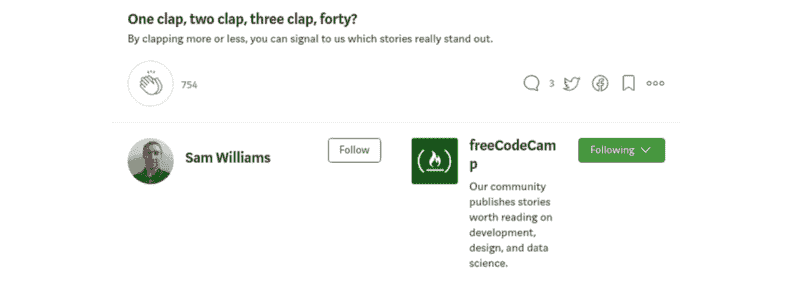 One clap, two clap, three clap, forty?
By clapping more or less, you can signal to us which stories really stand out.
754
3
Sam Williams
Follow
freeCodeCam
p
Following
Our community
publishes stories
worth reading on
development,
design, and data
science.